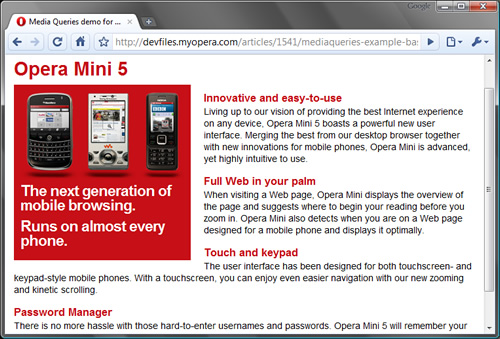 Media Queries demo for ...
Google
http://devfiles.myopera.com/articles/1541/mediaqueries-example-bas
Opera Mini 5
The next generation of
mobile browsing.
Runs on almost every
phone.
Innovative and easy-to-use
Living up to our vision of providing the best Internet experience
on any device, Opera Mini 5 boasts a powerful new user
interface. Merging the best from our desktop browser together
with new innovations for mobile phones, Opera Mini is advanced,
yet highly intuitive to use.
Full Web in your palm
When visiting a Web page, Opera Mini displays the overview of
the page and suggests where to begin your reading before you
zoom in. Opera Mini also detects when you are on a Web page
designed for a mobile phone and displays it optimally.
Touch and keypad
The user interface has been designed for both touchscreen- and
keypad-style mobile phones. With a touchscreen, you can enjoy even easier navigation with our new zooming
and kinetic scrolling.
Password Manager
There is no more hassle with those hard-to-enter usernames and passwords. Opera Mini 5 will remember your